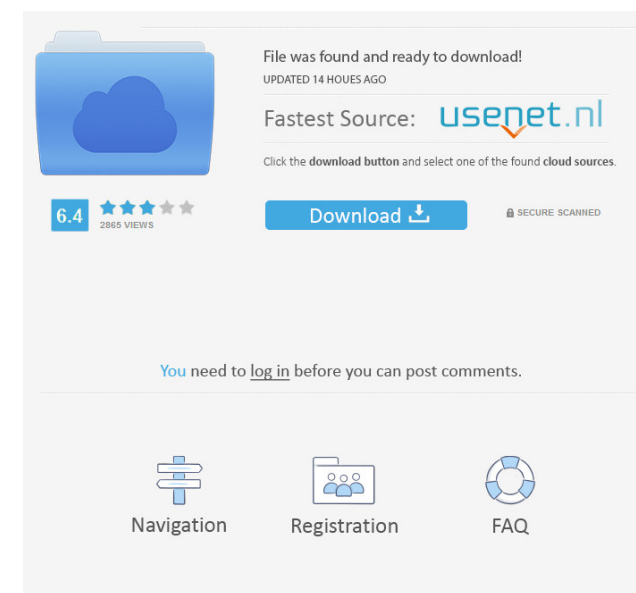 File was found and ready to download!
UPDATED 14 HOUES AGO
Fastest Source: usenet.nl
Click the download button and select one of the found cloud sources.
6.4
2865 VIEWS
Download
SECURE SCANNED
You need to log in before you can post comments.
Navigation
Registration
FAQ